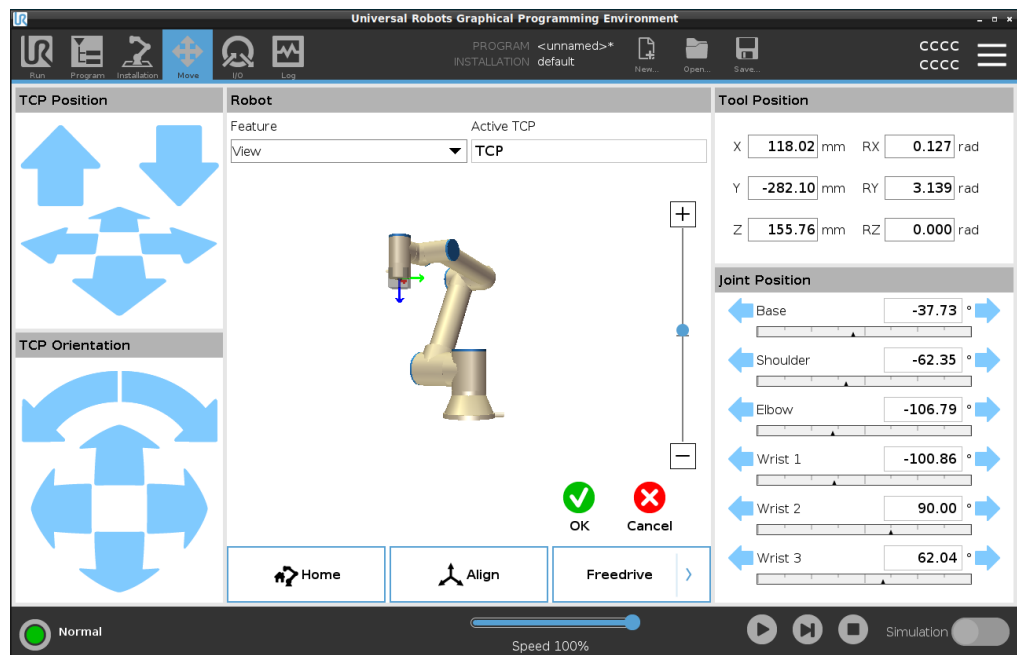 Universal Robots Graphical Programming Environment
Run
Program
Installation
Move
I/O
Log
PROGRAM <unnamed>*
INSTALLATION default
New...
Open...
Save...
CCCC
CCCC
TCP Position
TCP Orientation
Robot
Feature
Active TCP
View
TCP
+
−
OK
Cancel
Home
Align
Freedrive
Tool Position
X 118.02 mm RX 0.127 rad
Y -282.10 mm RY 3.139 rad
Z 155.76 mm RZ 0.000 rad
Joint Position
Base -37.73 °
Shoulder -62.35 °
Elbow -106.79 °
Wrist 1 -100.86 °
Wrist 2 90.00 °
Wrist 3 62.04 °
Normal
Speed 100%
Simulation